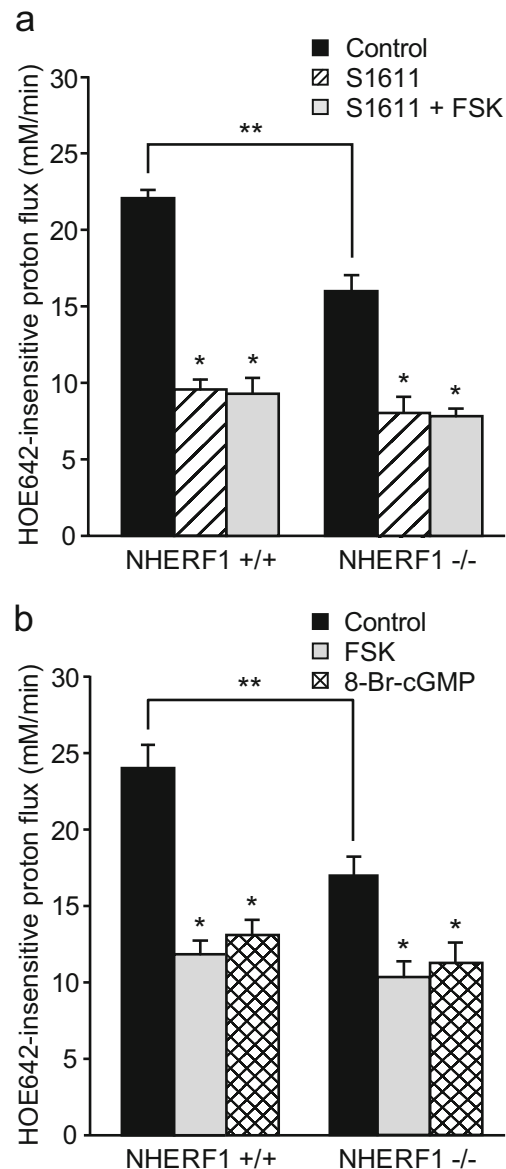 a
Control
S1611
S1611 + FSK
HOE642-insensitive proton flux (mM/min)
30
25
20
15
10
5
0
**
* *
* *
NHERF1 +/+ NHERF1 -/-
b
Control
FSK
8-Br-cGMP
HOE642-insensitive proton flux (mM/min)
30
25
20
15
10
5
0
**
* *
* *
NHERF1 +/+ NHERF1 -/-